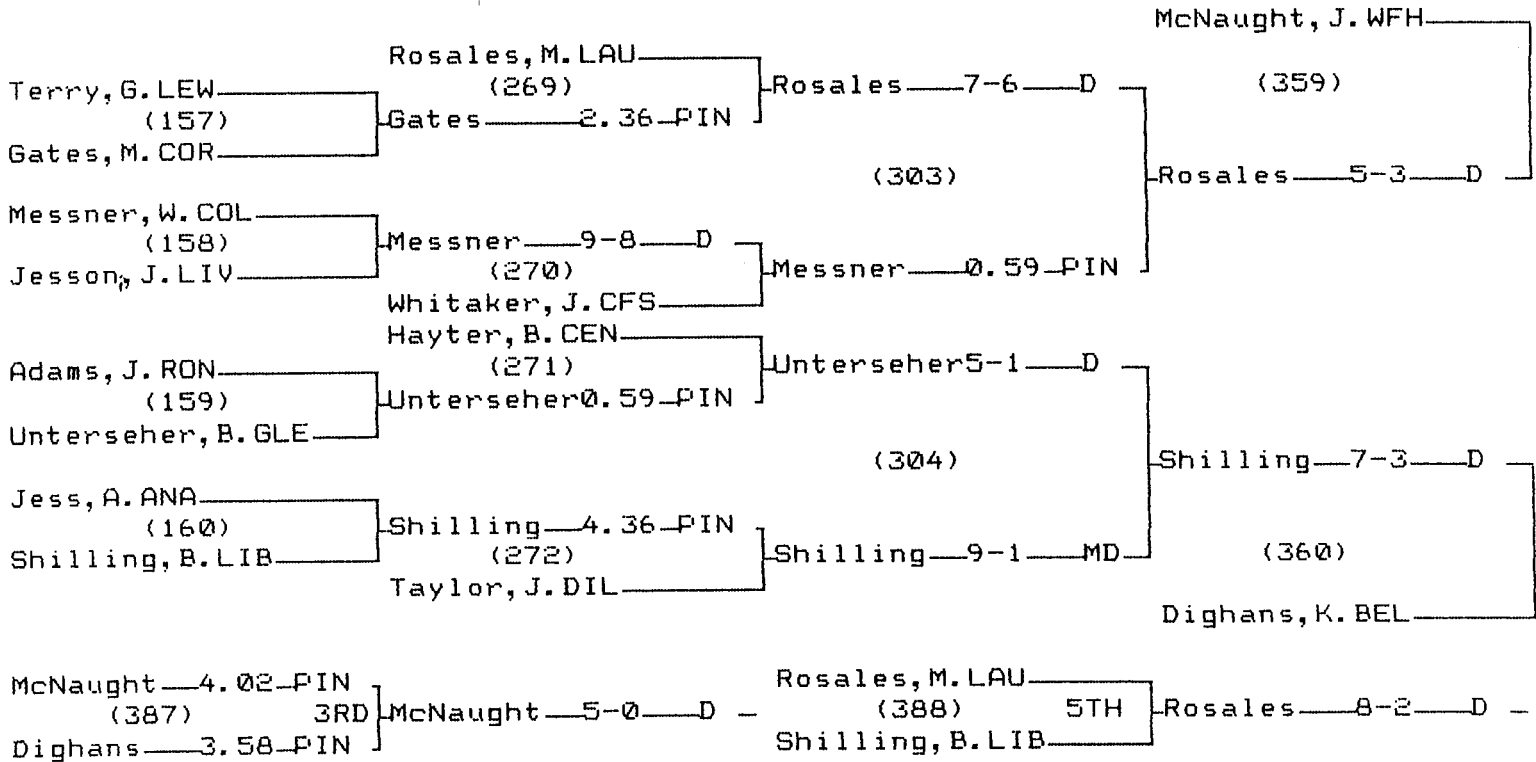 McNaught, J. WFH
Rosales, M. LAU
Terry, G. LEW (269) Rosales 7-6 D (359)
(157) Gates 2.36 PIN
Gates, M. COR
(303) Rosales 5-3 D
Messner, W. COL
(158) Messner 9-8 D
Jesson, J. LIV (270) Messner 0.59 PIN
Whitaker, J. CFS
Hayter, B. CEN
Adams, J. RON (271) Unterseher 5-1 D
(159) Unterseher 0.59 PIN
Unterseher, B. GLE
(304) Shilling 7-3 D
Jess, A. ANA
(160) Shilling 4.36 PIN
Shilling, B. LIB (272) Shilling 9-1 MD (360)
Taylor, J. DIL
Dighans, K. BEL
McNaught 4.02 PIN Rosales, M. LAU
(387) 3RD McNaught 5-0 D (388) 5TH Rosales 8-2 D
Dighans 3.58 PIN Shilling, B. LIB